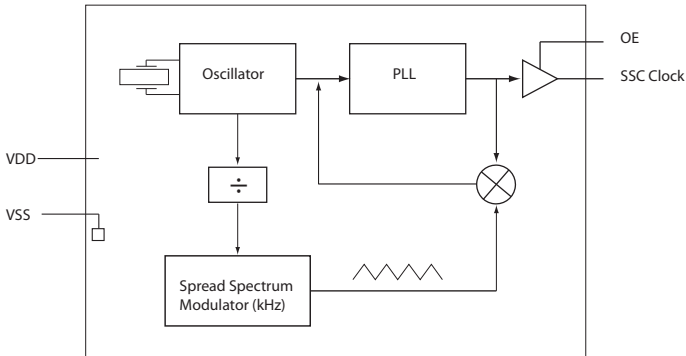 OE
Oscillator
PLL
SSC Clock
VDD
÷
VSS
Spread Spectrum
Modulator (kHz)